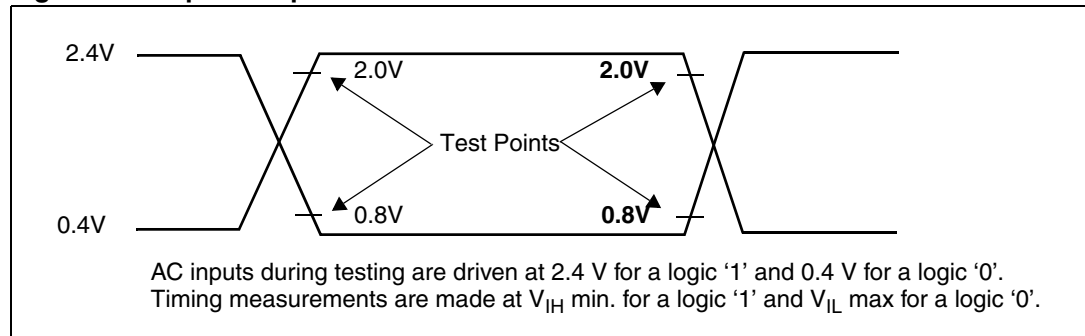 2.4V
2.0V 2.0V
Test Points
0.8V 0.8V
0.4V
AC inputs during testing are driven at 2.4 V for a logic ‘1’ and 0.4 V for a logic ‘0’.
Timing measurements are made at VIH min. for a logic ‘1’ and VIL max for a logic ‘0’.